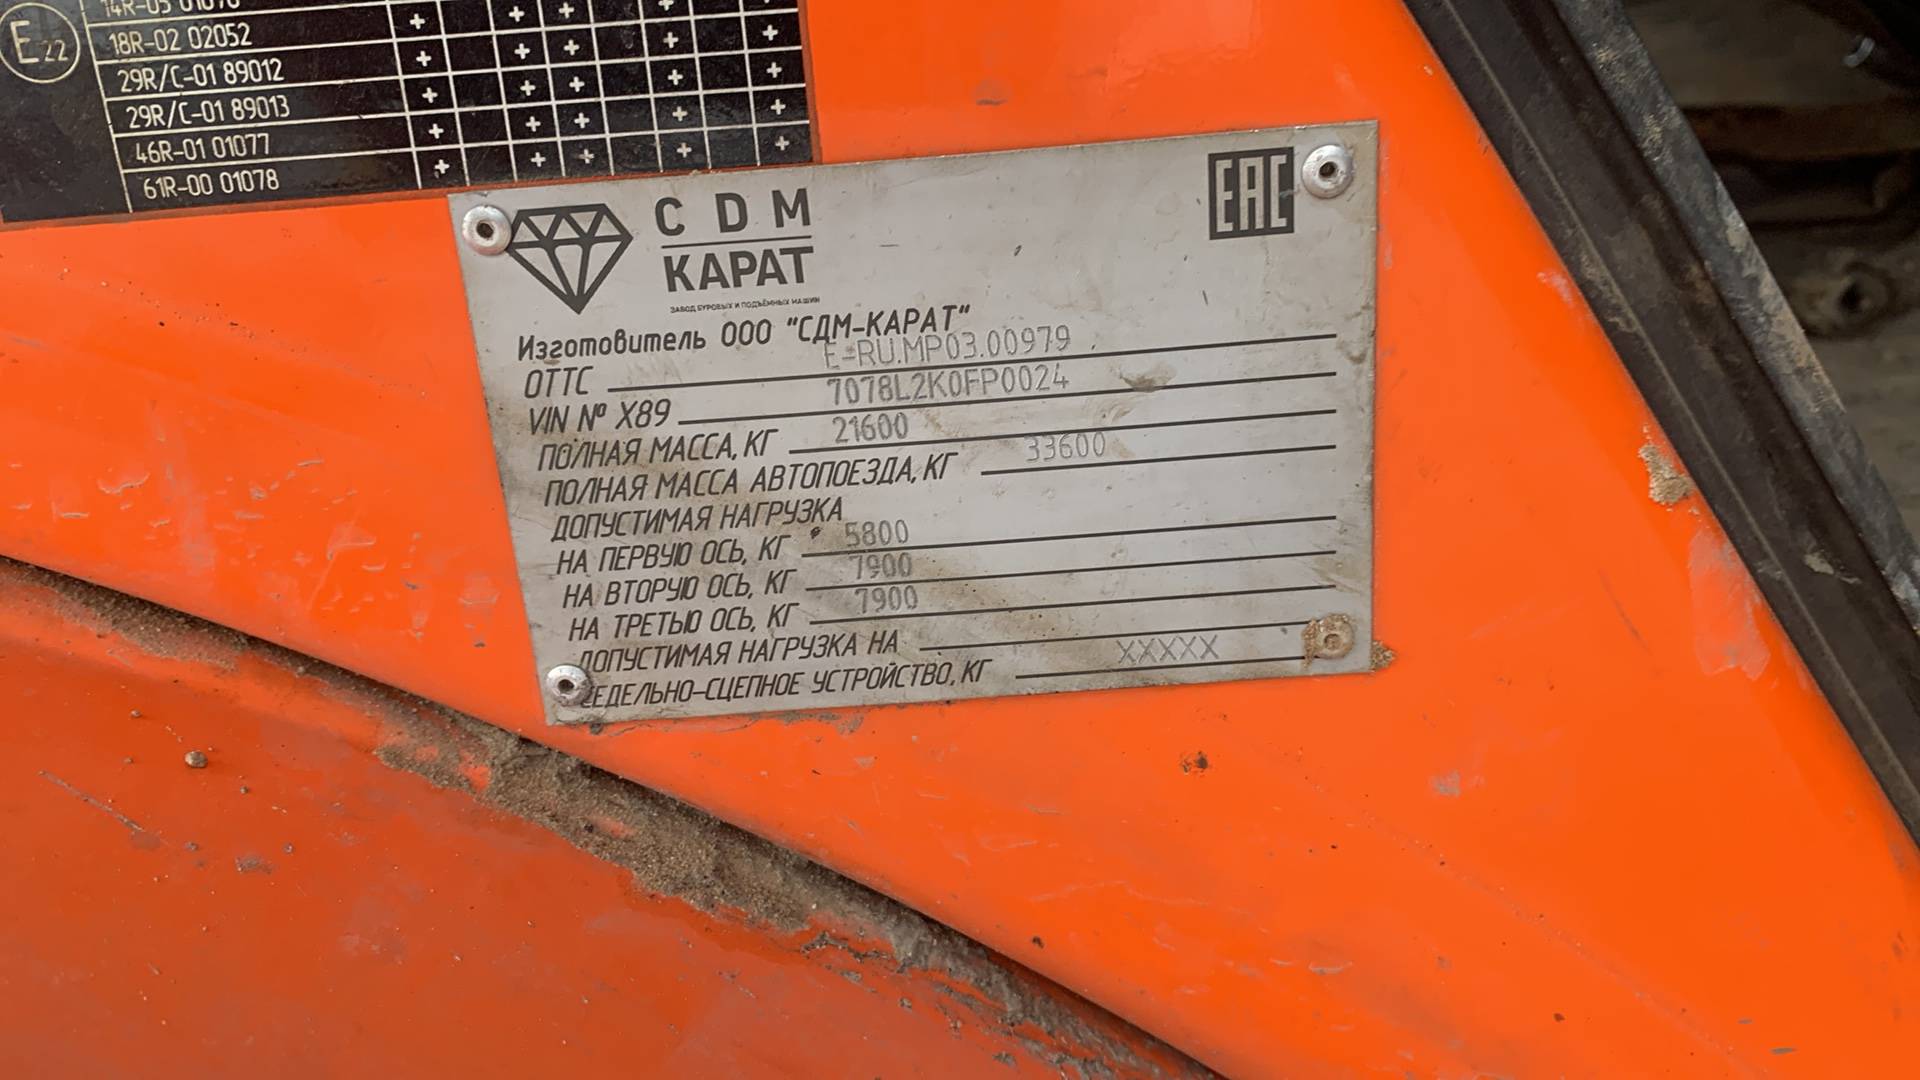 14R-03 01076
E22
18R-02 02052
29R/C-01 89012
29R/C-01 89013
46R-01 01077
61R-00 01078
CDM
КАРАТ
ЗАВОД БУРОВЫХ И ПОДЪЁМНЫХ МАШИН
EAC
Изготовитель ООО "СДМ-КАРАТ"
ОТТС E-RU.MP03.00979
VIN № X89 7078L2K0FP0024
ПОЛНАЯ МАССА, КГ 21600
ПОЛНАЯ МАССА АВТОПОЕЗДА, КГ 33600
ДОПУСТИМАЯ НАГРУЗКА
НА ПЕРВУЮ ОСЬ, КГ 5800
НА ВТОРУЮ ОСЬ, КГ 7900
НА ТРЕТЬЮ ОСЬ, КГ 7900
ДОПУСТИМАЯ НАГРУЗКА НА
СЕДЕЛЬНО-СЦЕПНОЕ УСТРОЙСТВО, КГ XXXXX